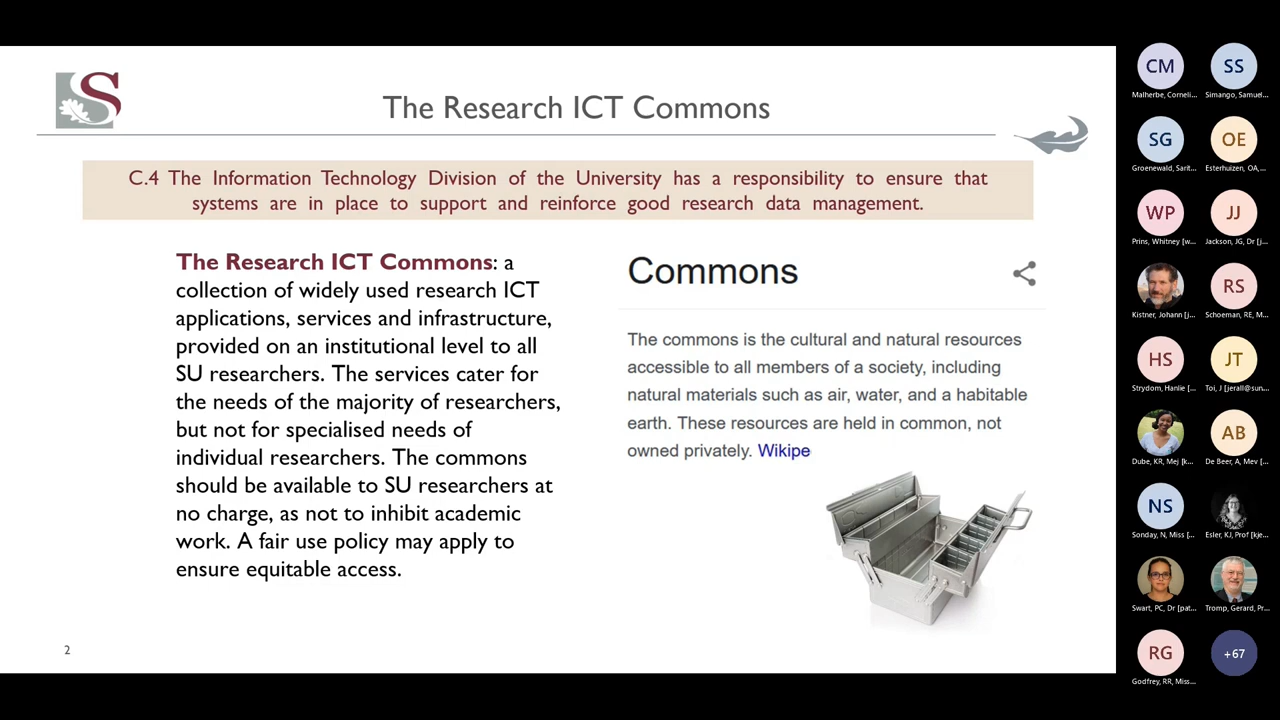 The Research ICT Commons
C.4 The Information Technology Division of the University has a responsibility to ensure that
systems are in place to support and reinforce good research data management.
The Research ICT Commons: a
collection of widely used research ICT
applications, services and infrastructure,
provided on an institutional level to all
SU researchers. The services cater for
the needs of the majority of researchers,
but not for specialised needs of
individual researchers. The commons
should be available to SU researchers at
no charge, as not to inhibit academic
work. A fair use policy may apply to
ensure equitable access.
Commons
The commons is the cultural and natural resources
accessible to all members of a society, including
natural materials such as air, water, and a habitable
earth. These resources are held in common, not
owned privately. Wikipe
2
S
CM
Malherbe, Corneli...
SS
Simango, Samuel...
SG
Groenewald, Sarit...
OE
Esterhuizen, OA,...
WP
Prins, Whitney [w...
JJ
Jackson, JG, Dr [j...
Kistner, Johann [j...
RS
Schoeman, RE, M...
HS
Strydom, Hanlie [...
JT
Toi, J [jerall@sun...
Dube, KR, Mej [k...
AB
De Beer, A, Mev [...
NS
Sonday, N, Miss [...
Esler, KJ, Prof [kje...
Swart, PC, Dr [pat...
Tromp, Gerard, Pr...
RG
Godfrey, RR, Miss...
+67